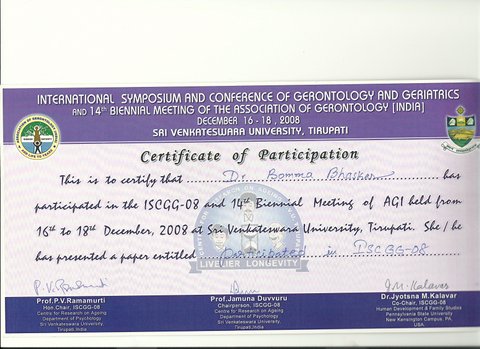 INTERNATIONAL SYMPOSIUM AND CONFERENCE OF GERONTOLOGY AND GERIATRICS
AND 14th BIENNIAL MEETING OF THE ASSOCIATION OF GERONTOLOGY [INDIA]
DECEMBER 16 - 18, 2008
SRI VENKATESWARA UNIVERSITY, TIRUPATI
Certificate of Participation
This is to certify that Dr. Bomma Bhaskar has
participated in the ISCGG-08 and 14th Biennial Meeting of AGI held from
16th to 18th December, 2008 at Sri Venkateswara University, Tirupati. She / he
has presented a paper entitled Participated in ISCGG-08
LIVELIER LONGEVITY
Prof.P.V.Ramamurti
Hon.Chair, ISCGG-08
Centre for Research on Ageing
Department of Psychology
Sri Venkateswara University,
Tirupati.India
Prof.Jamuna Duvvuru
Chairperson, ISCGG-08
Centre for Research on Ageing
Department of Psychology
Sri Venkateswara University
Tirupati.India
J.M. Kalavar
Dr.Jyotsna M.Kalavar
Co-Chair, ISCGG-08
Human Development & Family Studies
Pennsylvania State University
New Kensington Campus, PA,
USA.